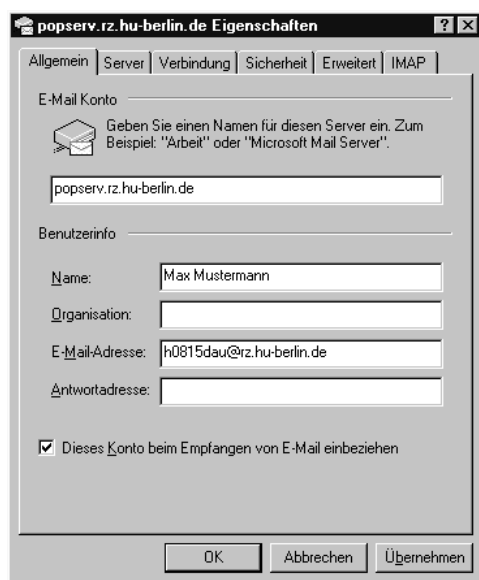 popserv.rz.hu-berlin.de Eigenschaften
Allgemein Server Verbindung Sicherheit Erweitert IMAP
E-Mail Konto
Geben Sie einen Namen für diesen Server ein. Zum
Beispiel: "Arbeit" oder "Microsoft Mail Server".
popserv.rz.hu-berlin.de
Benutzerinfo
Name: Max Mustermann
Organisation:
E-Mail-Adresse: h0815dau@rz.hu-berlin.de
Antwortadresse:
Dieses Konto beim Empfangen von E-Mail einbeziehen
OK Abbrechen Übernehmen